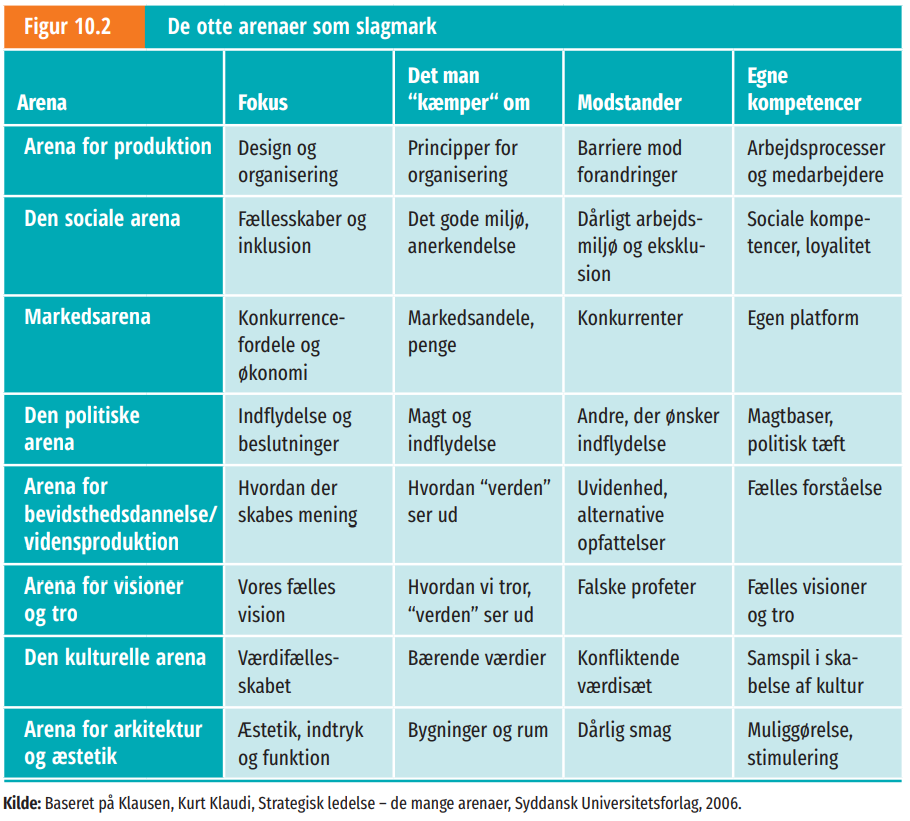 Figur 10.2 De otte arenaer som slagmark
Arena Fokus Det man “kæmper“ om Modstander Egne kompetencer
Arena for produktion
Design og
organisering
Principper for
organisering
Barriere mod
forandringer
Arbejdsprocesser
og medarbejdere
Den sociale arena
Fællesskaber og
inklusion
Det gode miljø,
anerkendelse
Dårligt arbejds-
miljø og eksklu-
sion
Sociale kompe-
tencer, loyalitet
Markedsarena
Konkurrence-
fordele og
økonomi
Markedsandele,
penge
Konkurrenter
Egen platform
Den politiske
arena
Indflydelse og
beslutninger
Magt og
indflydelse
Andre, der ønsker
indflydelse
Magtbaser,
politisk tæft
Arena for
bevidsthedsdannelse/
vidensproduktion
Hvordan der
skabes mening
Hvordan “verden”
ser ud
Uvidenhed,
alternative
opfattelser
Fælles forståelse
Arena for visioner
og tro
Vores fælles
vision
Hvordan vi tror,
“verden” ser ud
Falske profeter
Fælles visioner
og tro
Den kulturelle arena
Værdifælles-
skabet
Bærende værdier
Konfliktende
værdisæt
Samspil i ska-
belse af kultur
Arena for arkitektur
og æstetik
Æstetik, indtryk
og funktion
Bygninger og rum
Dårlig smag
Muliggørelse,
stimulering
Kilde: Baseret på Klausen, Kurt Klaudi, Strategisk ledelse – de mange arenaer, Syddansk Universitetsforlag, 2006.